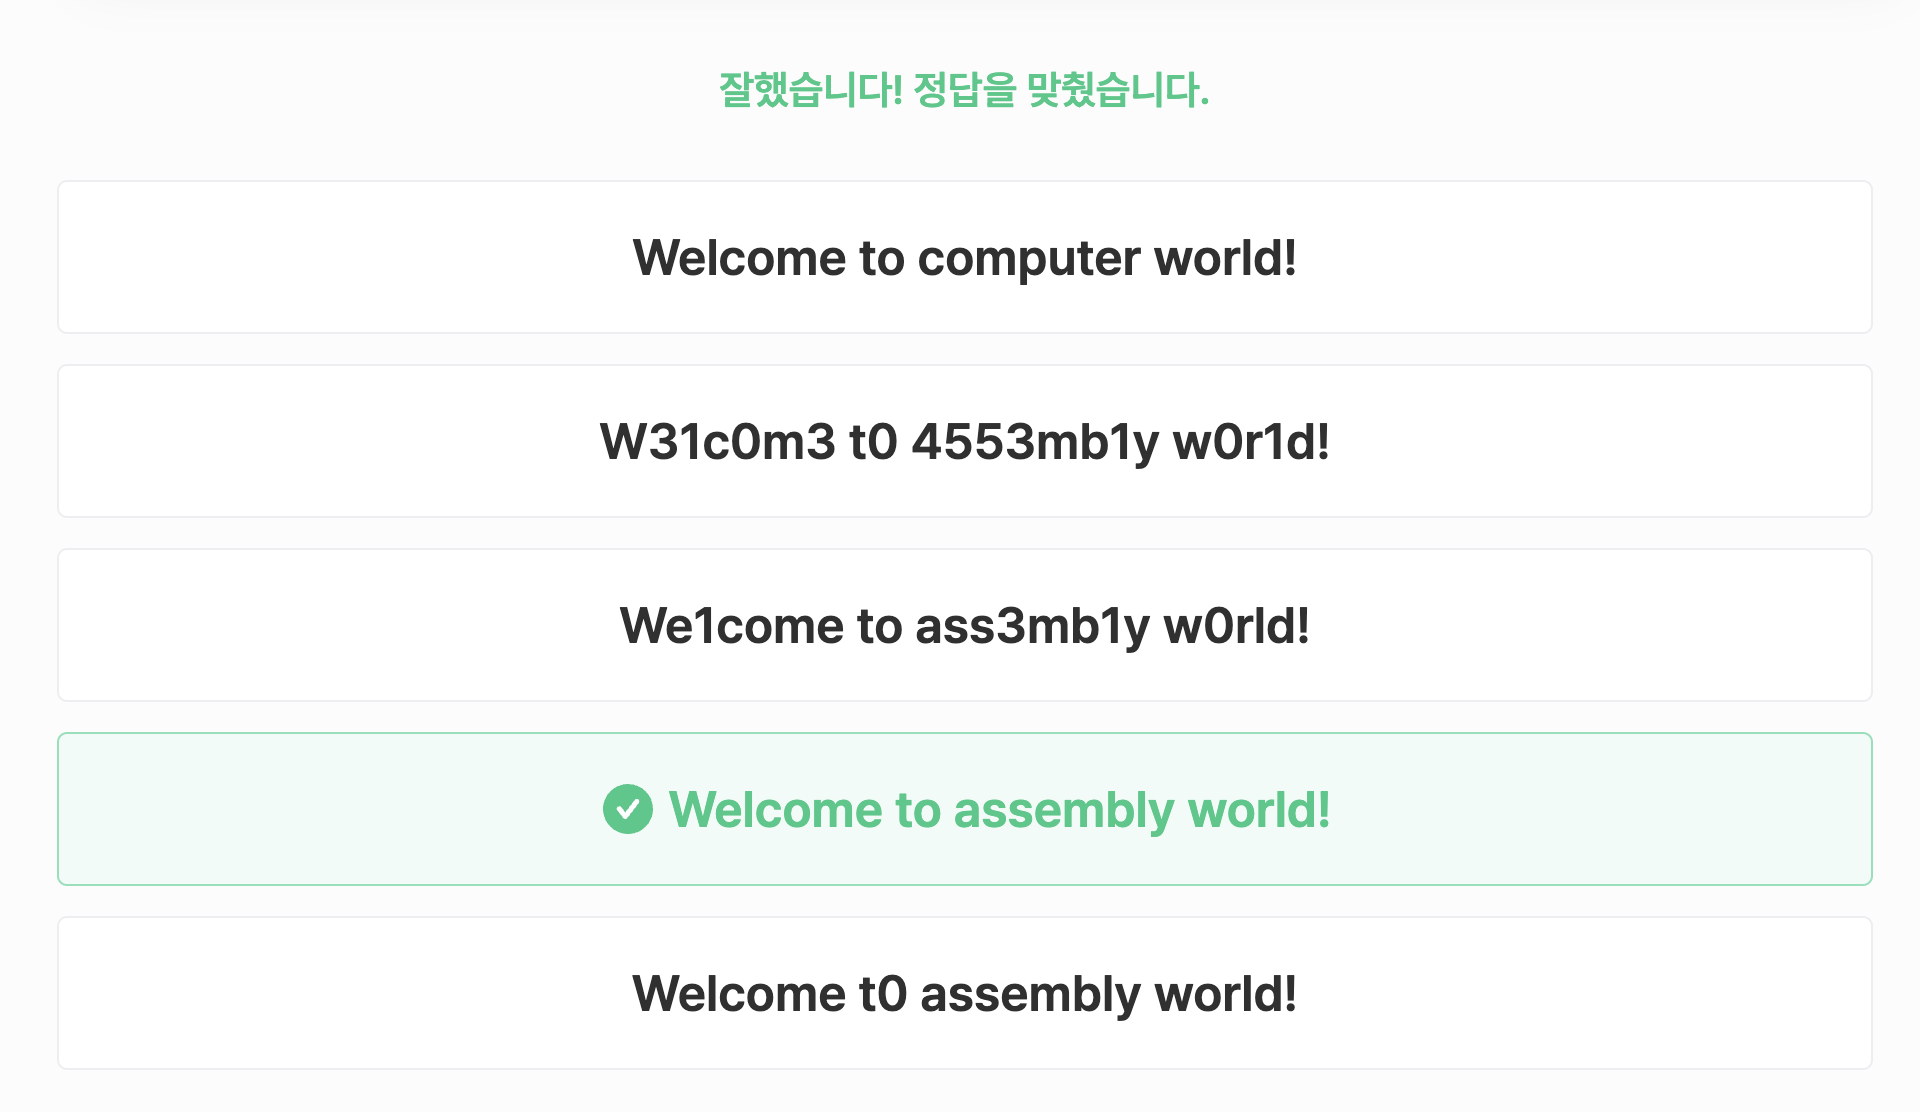 잘했습니다! 정답을 맞췄습니다.
Welcome to computer world!
W31c0m3 t0 4553mb1y w0r1d!
We1come to ass3mb1y w0rld!
Welcome to assembly world!
Welcome t0 assembly world!